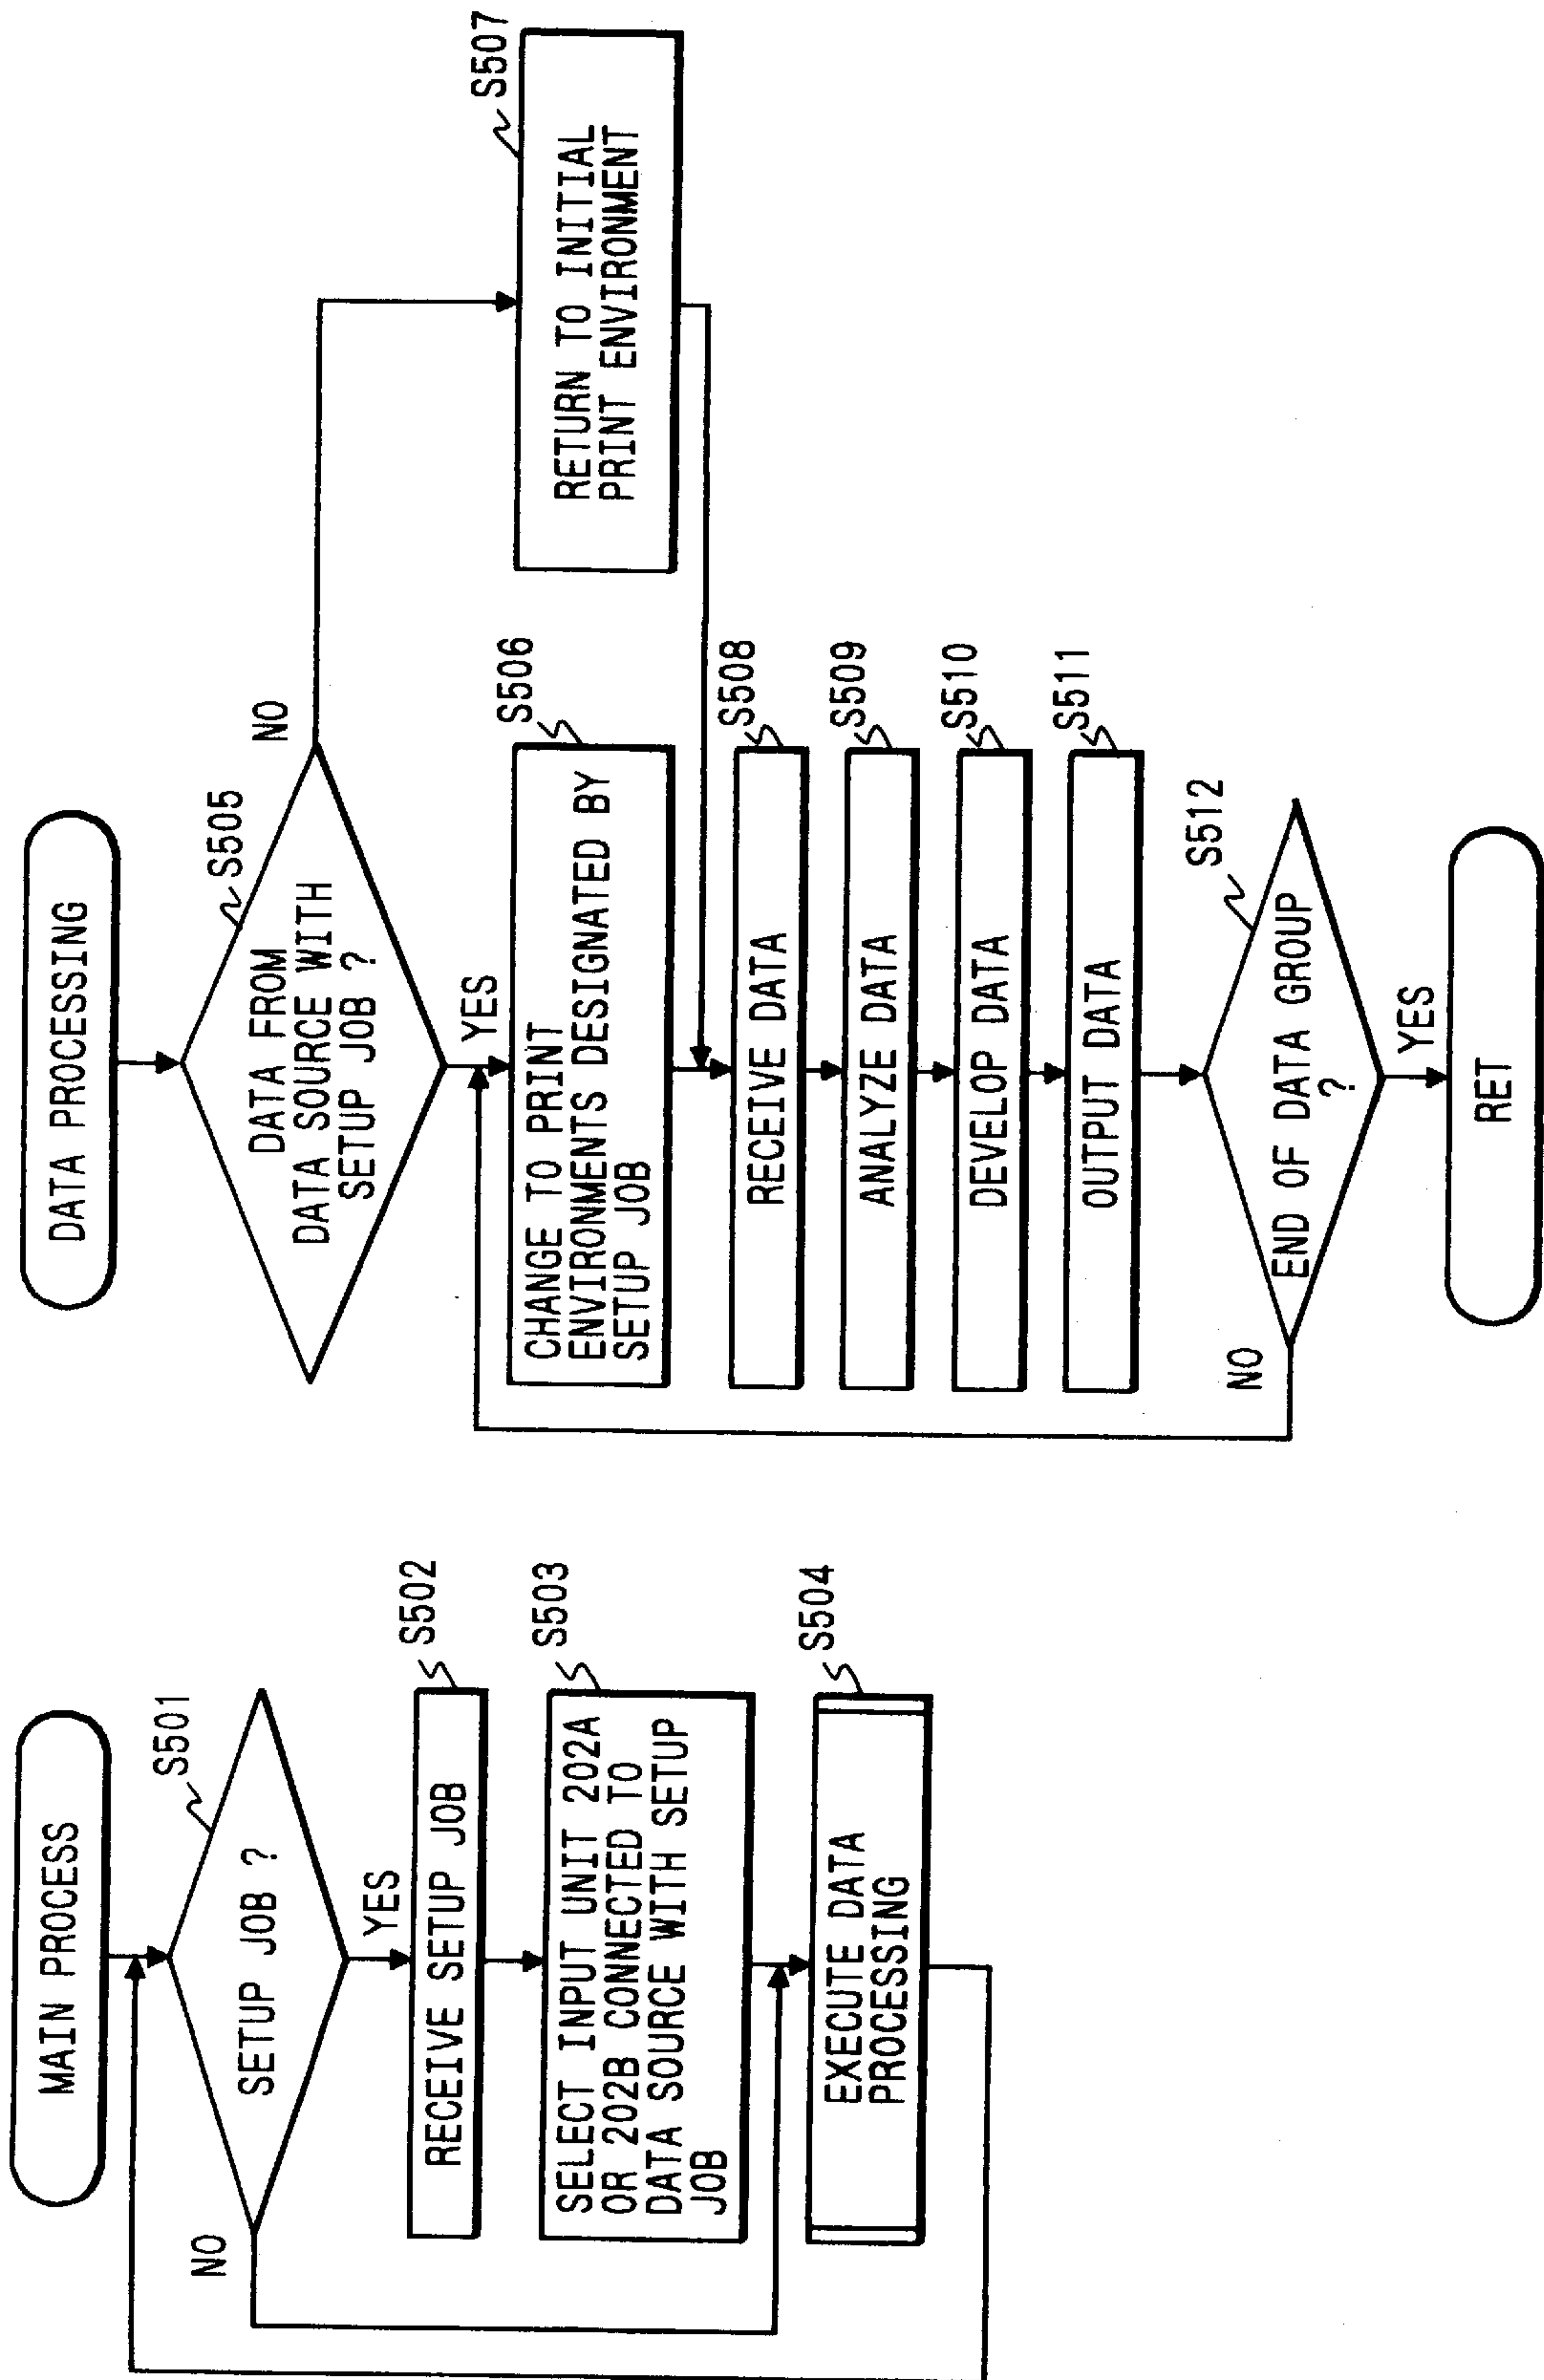 MAIN PROCESS
S501
SETUP JOB ?
NO
YES
S502
RECEIVE SETUP JOB
S503
SELECT INPUT UNIT 202A
OR 202B CONNECTED TO
DATA SOURCE WITH SETUP
JOB
S504
EXECUTE DATA
PROCESSING
DATA PROCESSING
S505
DATA FROM
DATA SOURCE WITH
SETUP JOB ?
NO
YES
S506
CHANGE TO PRINT
ENVIRONMENTS DESIGNATED BY
SETUP JOB
S507
RETURN TO INITIAL
PRINT ENVIRONMENT
S508
RECEIVE DATA
S509
ANALYZE DATA
S510
DEVELOP DATA
S511
OUTPUT DATA
S512
END OF DATA GROUP
?
NO
YES
RET